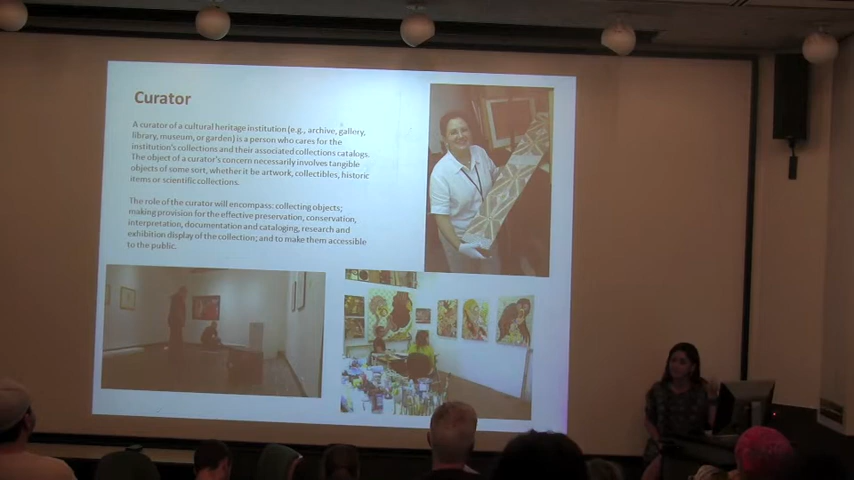 Curator
A curator of a cultural heritage institution (e.g., archive, gallery,
library, museum, or garden) is a person who cares for the
institution's collections and their associated collections catalogs.
The object of a curator's concern necessarily involves tangible
objects of some sort, whether it be artwork, collectibles, historic
items or scientific collections.
The role of the curator will encompass: collecting objects;
making provision for the effective preservation, conservation,
interpretation, documentation and cataloging, research and
exhibition display of the collection; and to make them accessible
to the public.